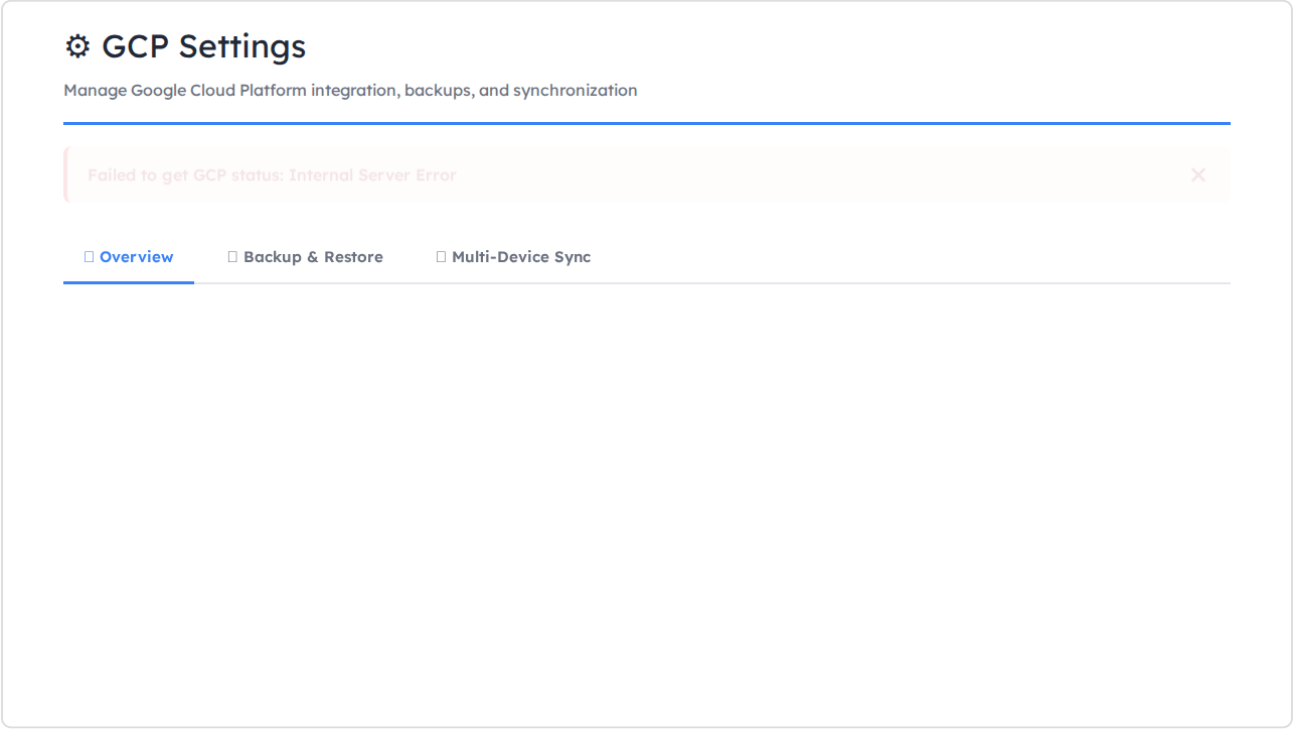 ⚙ GCP Settings
Manage Google Cloud Platform integration, backups, and synchronization
Failed to get GCP status: Internal Server Error ✕
Overview Backup & Restore Multi-Device Sync